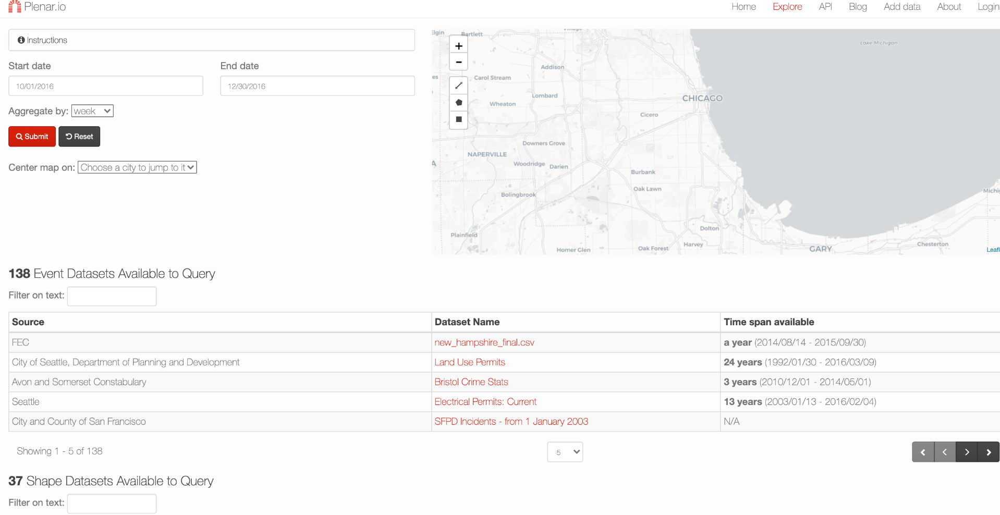 Plenar.io
Home Explore API Blog Add data About Login
Instructions
Start date End date
10/01/2016 12/30/2016
Aggregate by: week
Submit Reset
Center map on: Choose a city to jump to it
+
-
Elgin
Bartlett
Village
Lake Michigan
Addison
es
Carol Stream
Lombard
CHICAGO
Wheaton
Cicero
Downers Grove
NAPERVILLE
A
Woodridge
Darien
Burbank
Oak Lawn
Bolingbrook
Michi
Dolton
Plainfield
Harvey
Chesterton
Homer Glen
Oak Forest
GARY
Leafl
138 Event Datasets Available to Query
Filter on text:
Source Dataset Name Time span available
FEC new_hampshire_final.csv a year (2014/08/14 - 2015/09/30)
City of Seattle, Department of Planning and Development Land Use Permits 24 years (1992/01/30 - 2016/03/09)
Avon and Somerset Constabulary Bristol Crime Stats 3 years (2010/12/01 - 2014/05/01)
Seattle Electrical Permits: Current 13 years (2003/01/13 - 2016/02/04)
City and County of San Francisco SFPD Incidents - from 1 January 2003 N/A
Showing 1 - 5 of 138 5
37 Shape Datasets Available to Query
Filter on text: